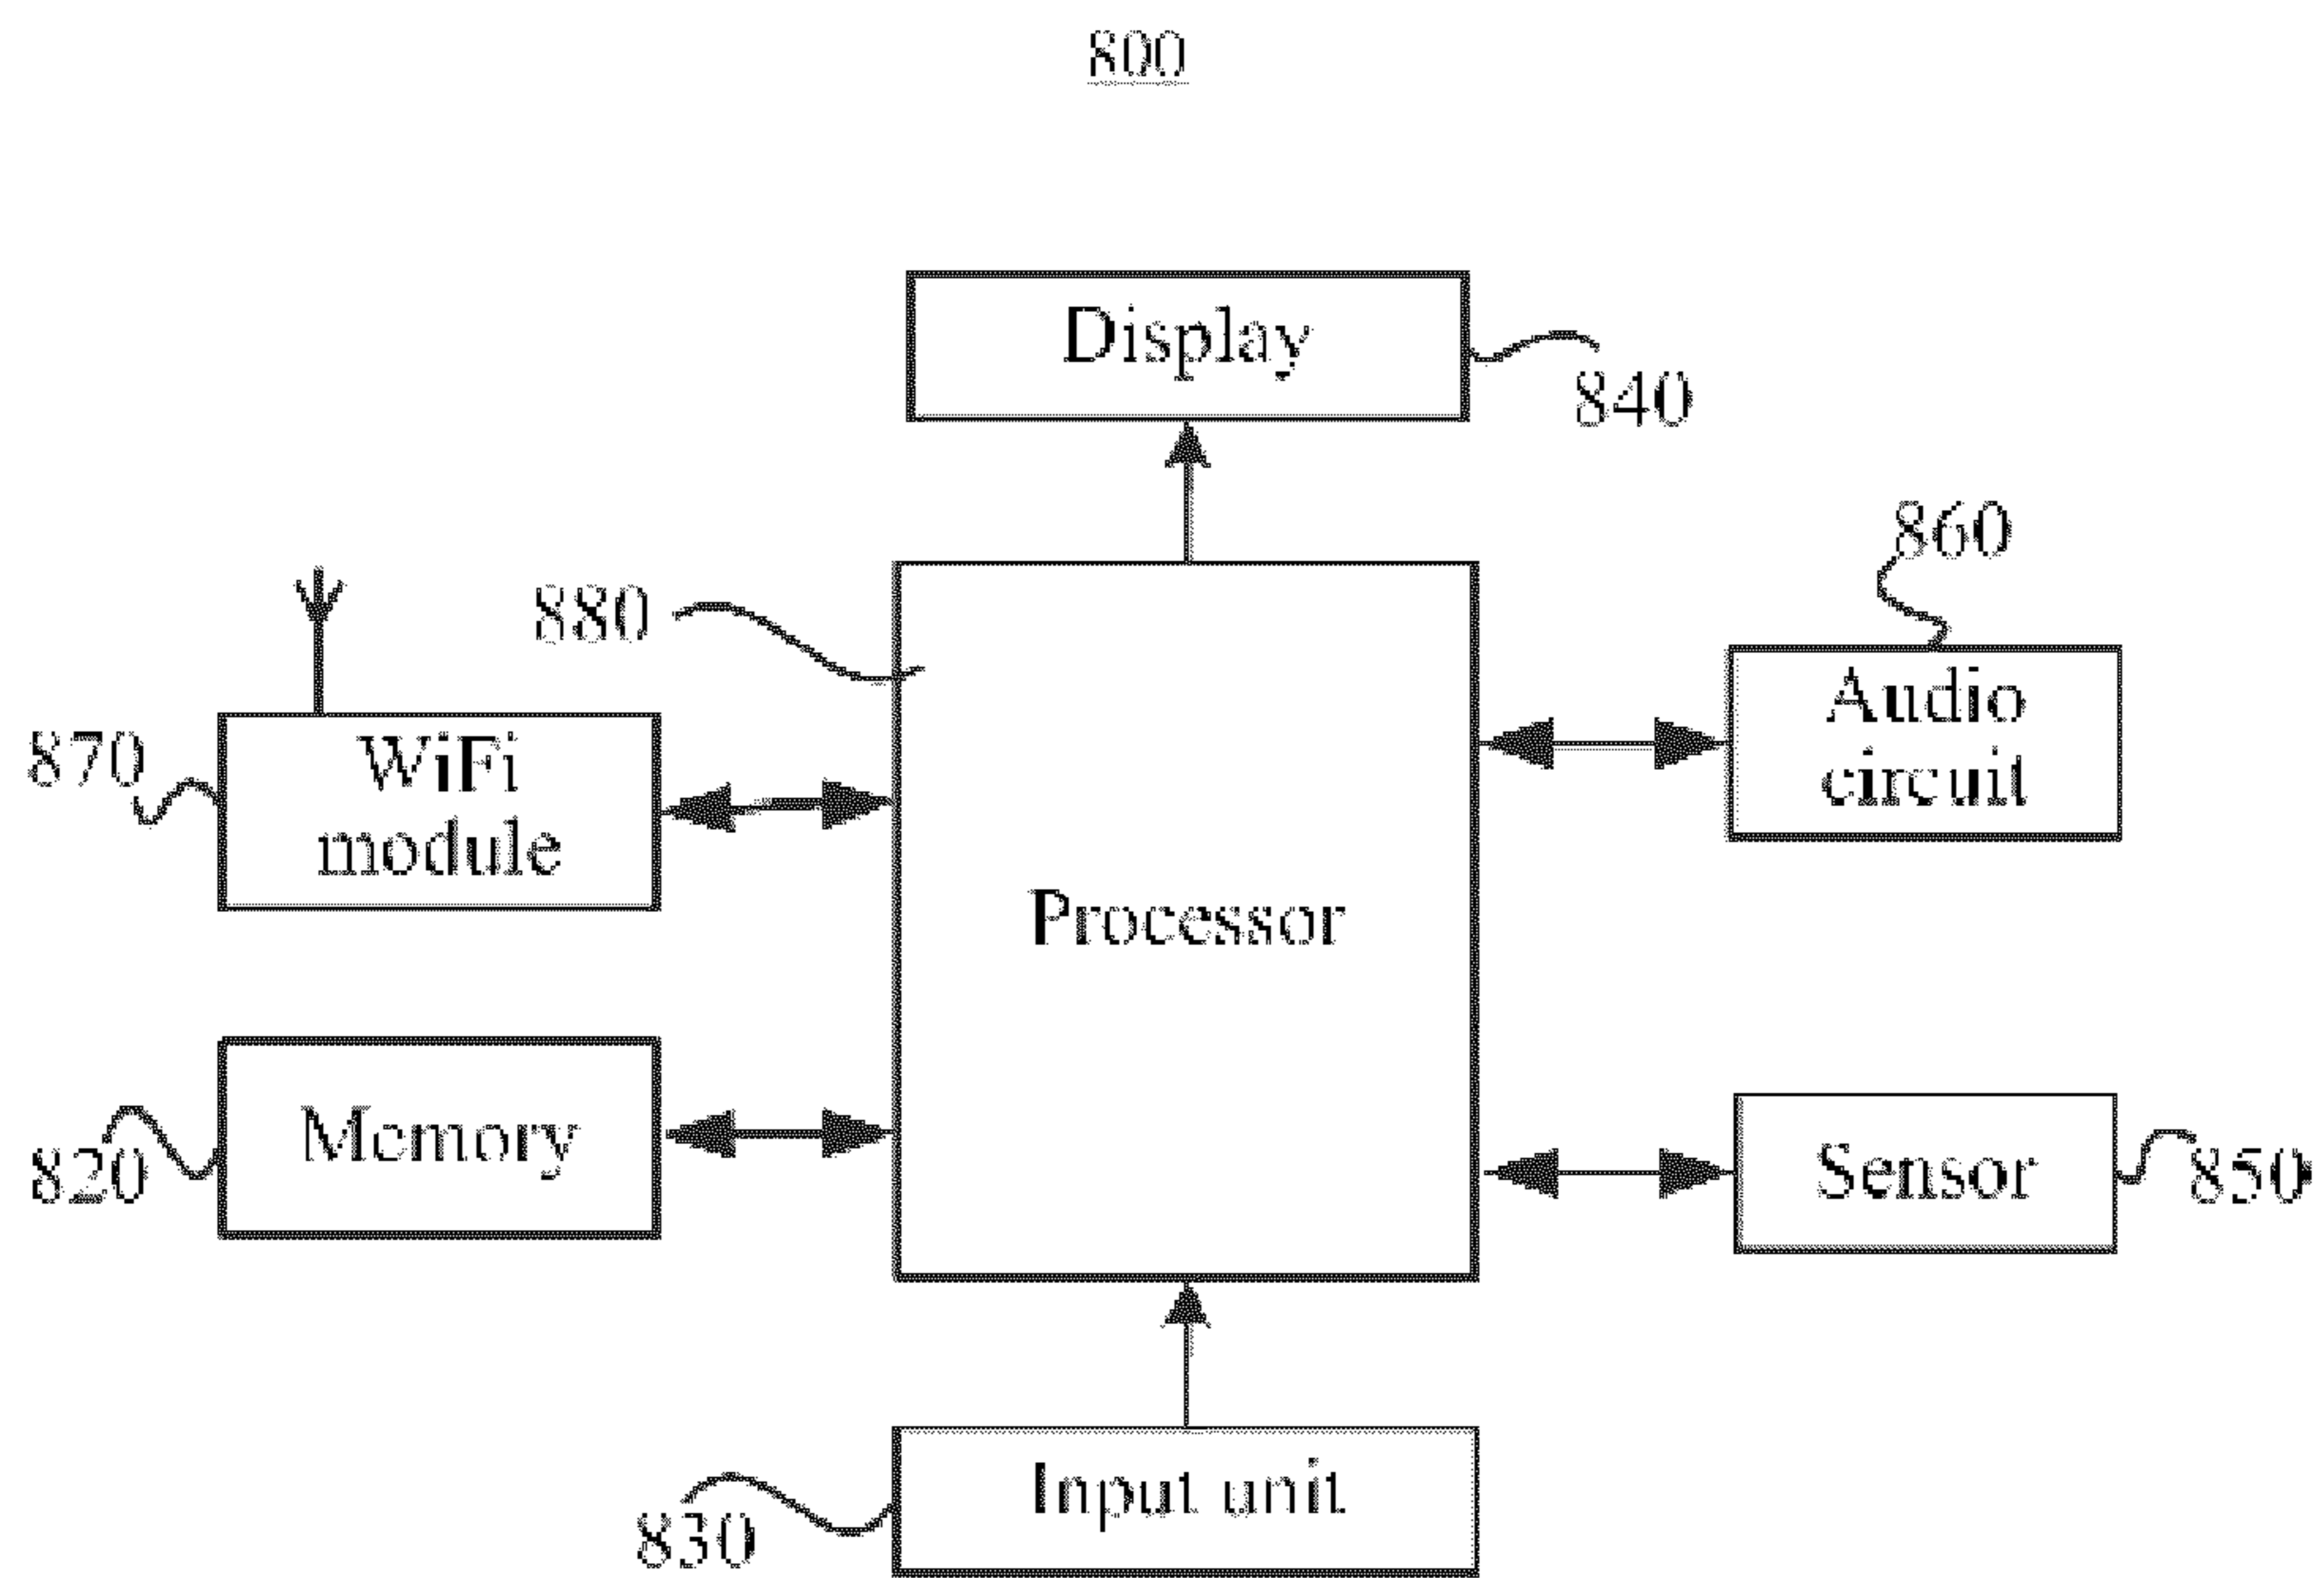 800
Display
840
860
880
Audio
circuit
870
WiFi
module
Processor
Memory
820
Sensor
850
Input unit
830